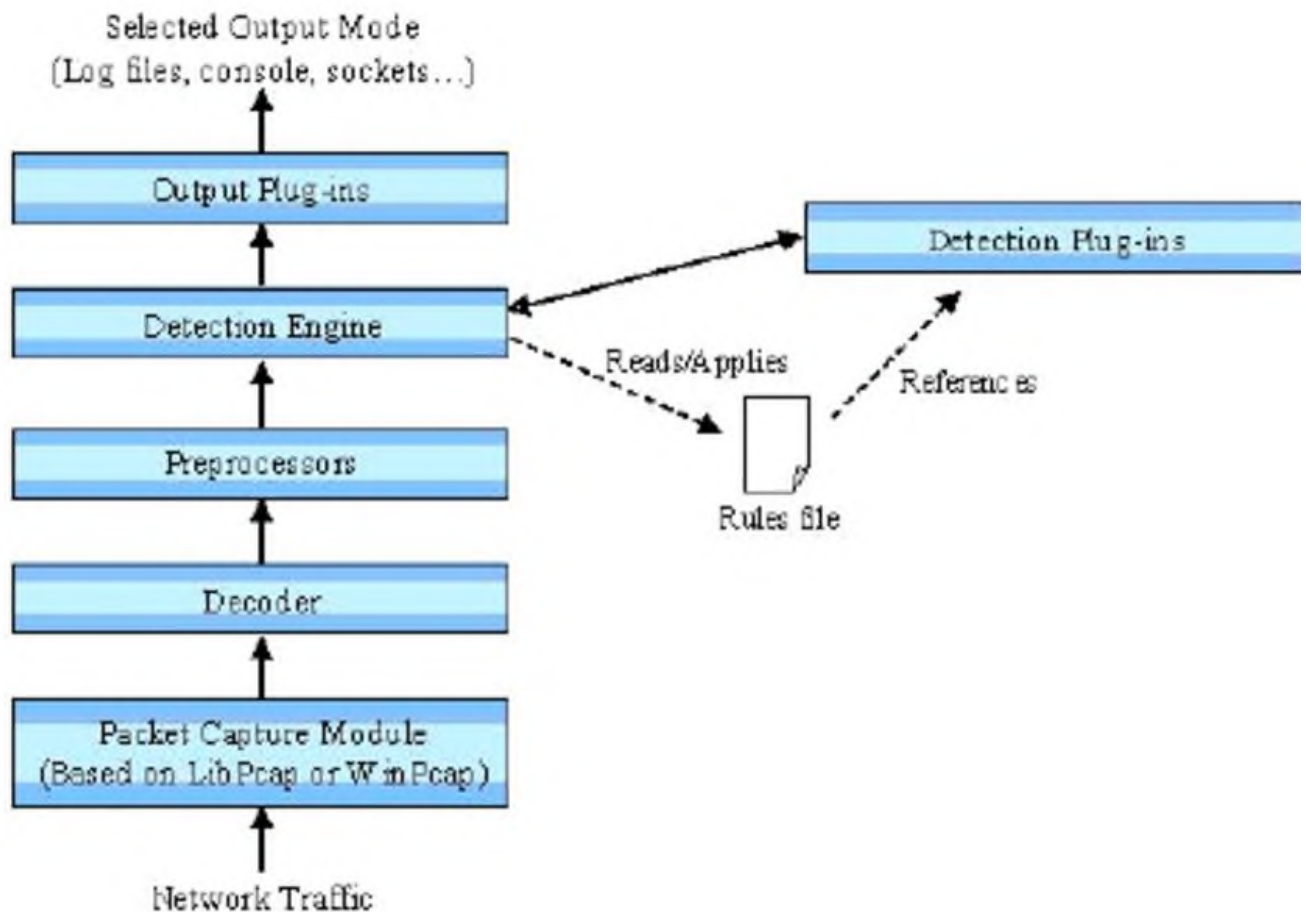 Selected Output Mode
(Log files, console, sockets...)
Output Plug-ins
Detection Plug-ins
Detection Engine
Reads/Applies
References
Preprocessors
Rules file
Decoder
Packet Capture Module
(Based on LibPcap or WinPcap)
Network Traffic